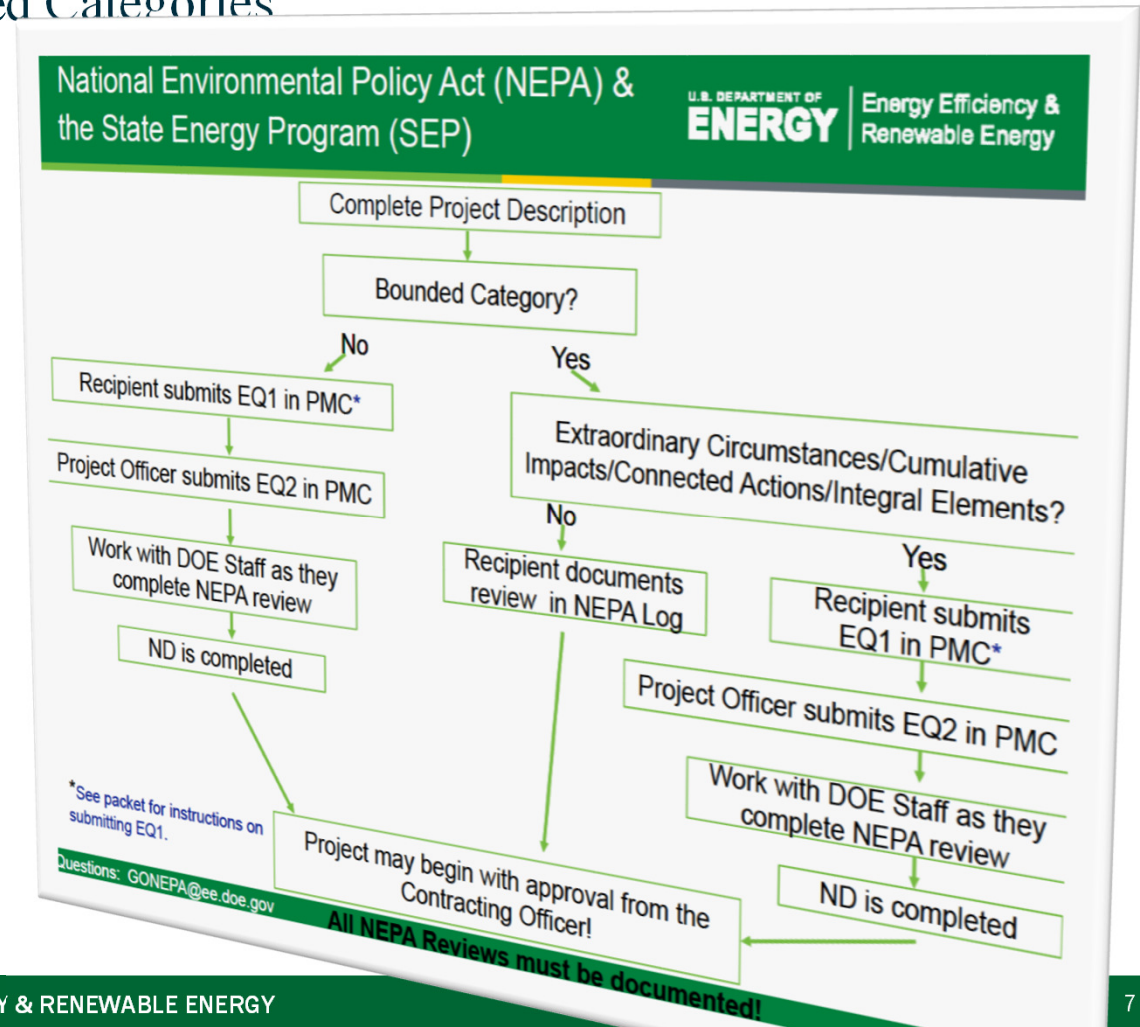 Categories
National Environmental Policy Act (NEPA) &
the State Energy Program (SEP)
U.S. DEPARTMENT OF
ENERGY
Energy Efficiency &
Renewable Energy
Complete Project Description
Bounded Category?
No
Yes
Recipient submits EQ1 in PMC*
Project Officer submits EQ2 in PMC
Work with DOE Staff as they
complete NEPA review
ND is completed
Extraordinary Circumstances/Cumulative
Impacts/Connected Actions/Integral Elements?
No
Yes
Recipient documents
review in NEPA Log
Recipient submits
EQ1 in PMC*
Project Officer submits EQ2 in PMC
Work with DOE Staff as they
complete NEPA review
ND is completed
*See packet for instructions on
submitting EQ1.
Project may begin with approval from the
Contracting Officer!
Questions: GONEPA@ee.doe.gov
All NEPA Reviews must be documented!
Y & RENEWABLE ENERGY
7